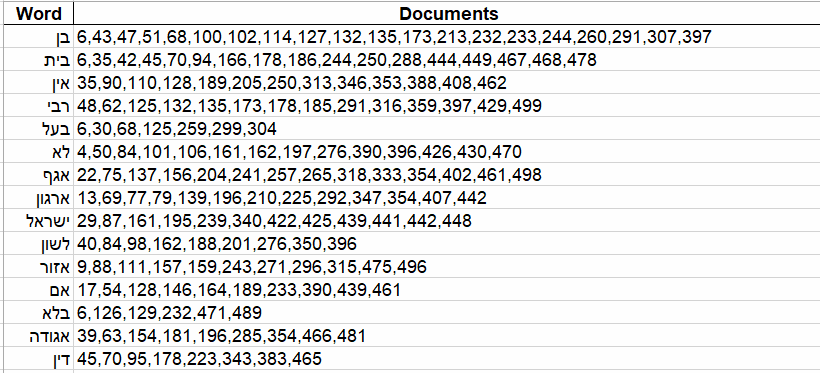 Word Documents
בן 6,43,47,51,68,100,102,114,127,132,135,173,213,232,233,244,260,291,307,397
בית 6,35,42,45,70,94,166,178,186,244,250,288,444,449,467,468,478
אין 35,90,110,128,189,205,250,313,346,353,388,408,462
רבי 48,62,125,132,135,173,178,185,291,316,359,397,429,499
בעל 6,30,68,125,259,299,304
לא 4,50,84,101,106,161,162,197,276,390,396,426,430,470
אגף 22,75,137,156,204,241,257,265,318,333,354,402,461,498
ארגון 13,69,77,79,139,196,210,225,292,347,354,407,442
ישראל 29,87,161,195,239,340,422,425,439,441,442,448
לשון 40,84,98,162,188,201,276,350,396
אזור 9,88,111,157,159,243,271,296,315,475,496
אם 17,54,128,146,164,189,233,390,439,461
בלא 6,126,129,232,471,489
אגודה 39,63,154,181,196,285,354,466,481
דין 45,70,95,178,223,343,383,465